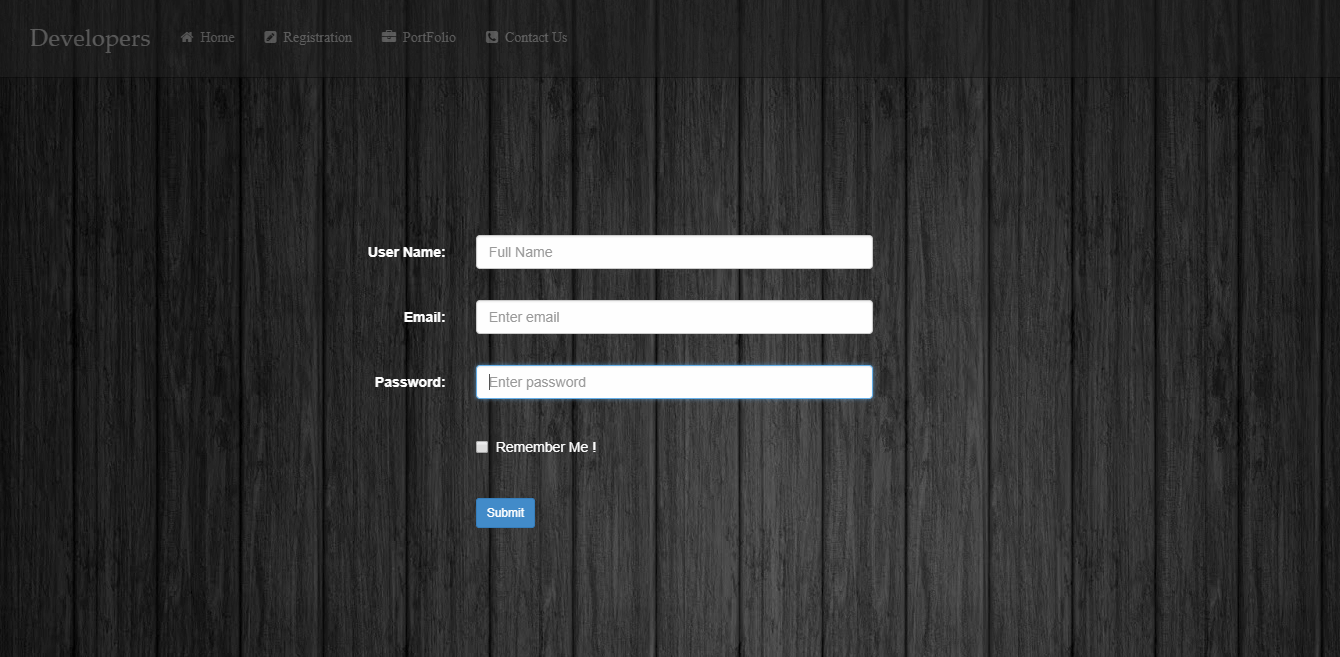 Developers Home Registration PortFolio Contact Us
User Name: Full Name
Email: Enter email
Password: Enter password
Remember Me !
Submit